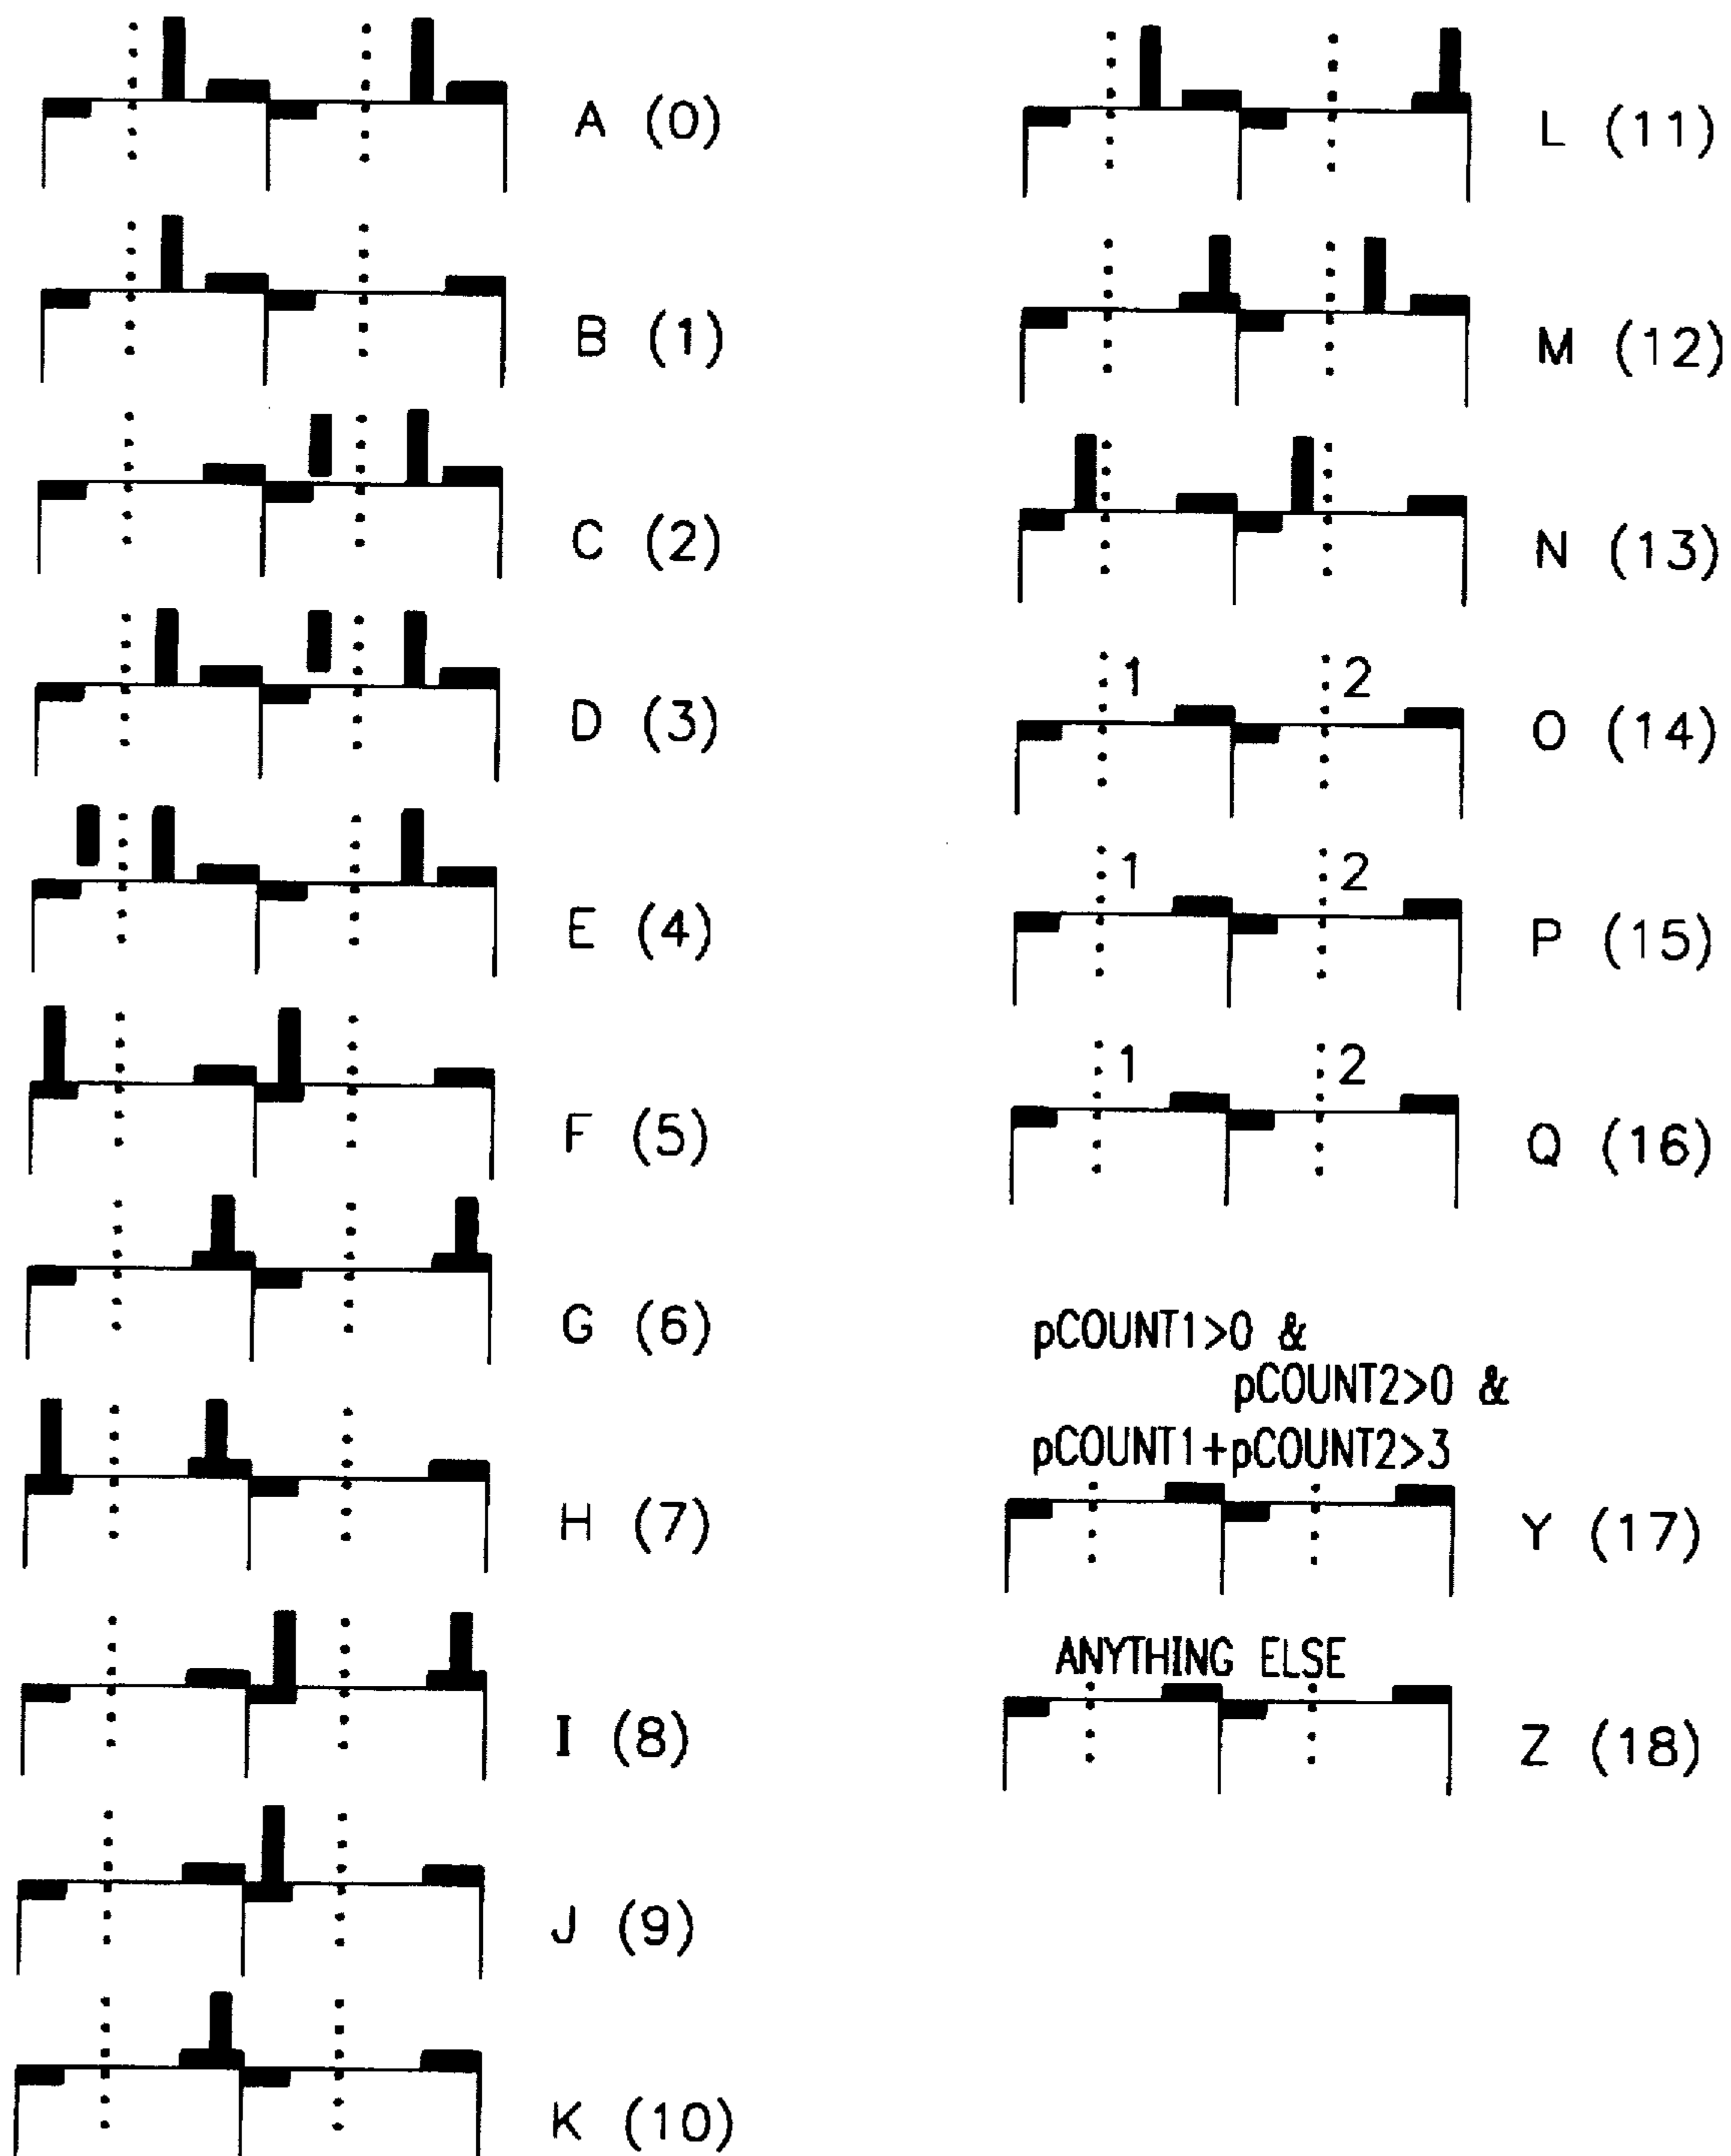 A (0)
B (1)
C (2)
D (3)
E (4)
F (5)
G (6)
H (7)
I (8)
J (9)
K (10)
L (11)
M (12)
N (13)
1 2
O (14)
1 2
P (15)
1 2
Q (16)
pCOUNT1>0 &
pCOUNT2>0 &
pCOUNT1+pCOUNT2>3
Y (17)
ANYTHING ELSE
Z (18)